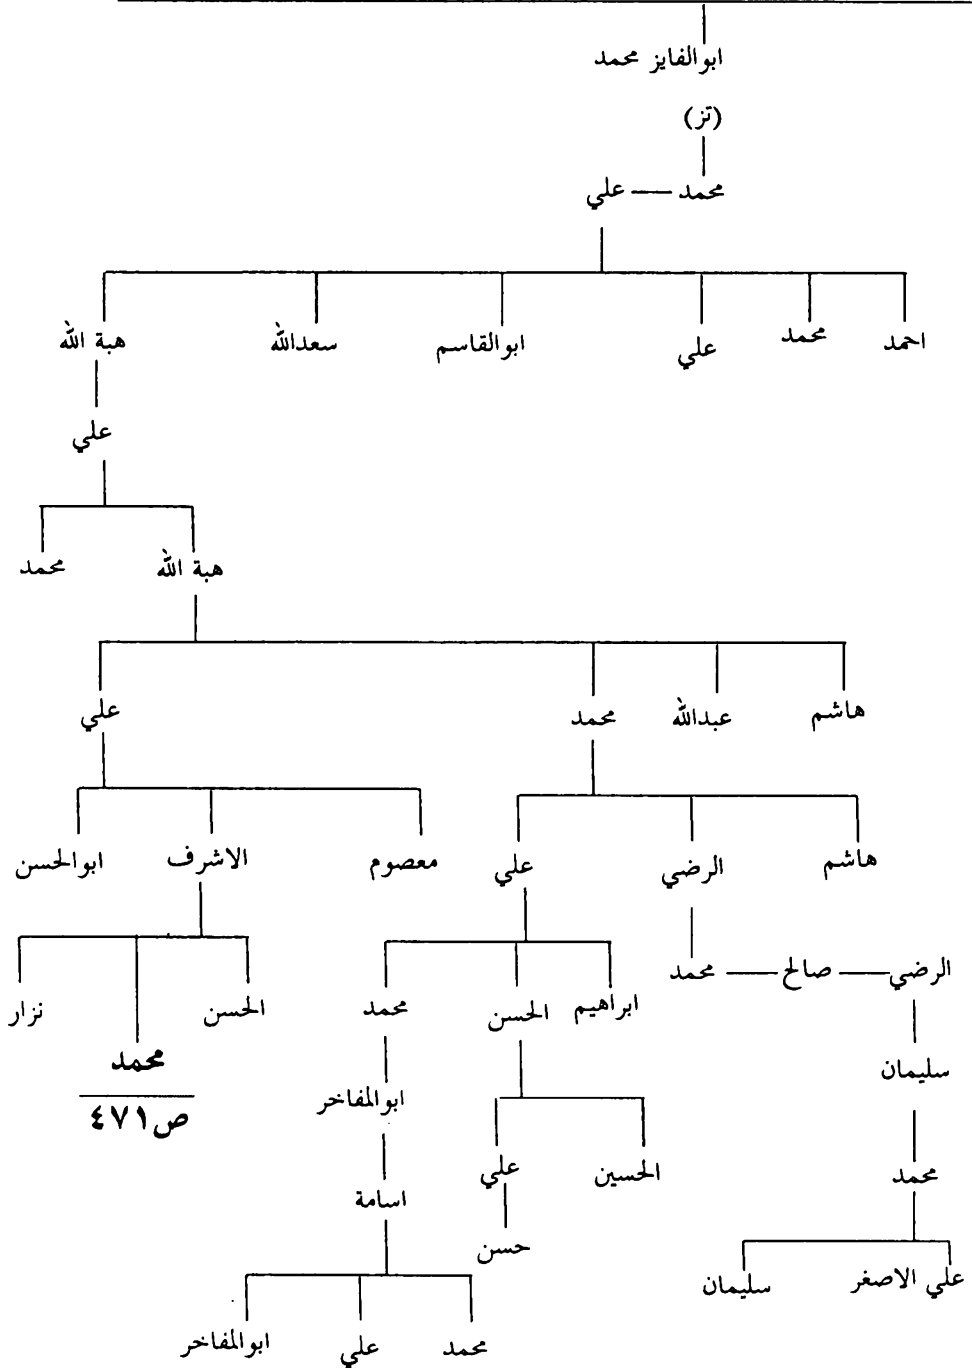 ابوالفايز محمد
(تز)
محمد علي
احمد محمد علي ابوالقاسم سعدالله هبة الله
علي
هبة الله محمد
هاشم عبدالله محمد علي
هاشم الرضي علي معصوم الاشرف ابوالحسن
الرضي صالح محمد ابراهيم الحسن محمد الحسن نزار
سليمان محمد
ابوالمفاخر ص٤٧١
محمد الحسين علي اسامة
حسن
علي الاصغر سليمان
محمد علي ابوالمفاخر